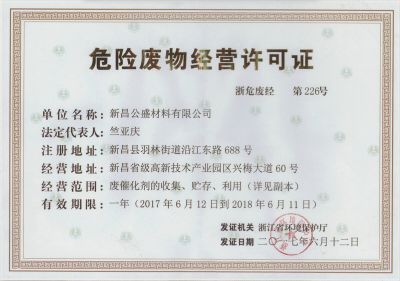 危险废物经营许可证
浙危废经 第226号
单位名称：新昌公盛材料有限公司
法定代表人：竺亚庆
注册地址：新昌县羽林街道沿江东路688号
经营地址：新昌省级高新技术产业园区兴梅大道60号
经营范围：废催化剂的收集、贮存、利用（详见副本）
有效期限：一年（2017年6月12日到2018年6月11日）
发证机关 浙江省环境保护厅
发证日期 二〇一七年六月十二日